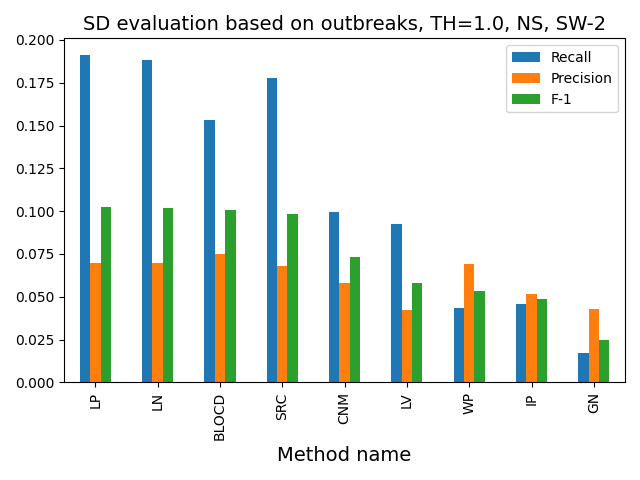 SD evaluation based on outbreaks, TH=1.0, NS, SW-2
0.200
0.175
0.150
0.125
0.100
0.075
0.050
0.025
0.000
Recall
Precision
F-1
LP
LN
BLOCD
SRC
CNM
LV
WP
IP
GN
Method name